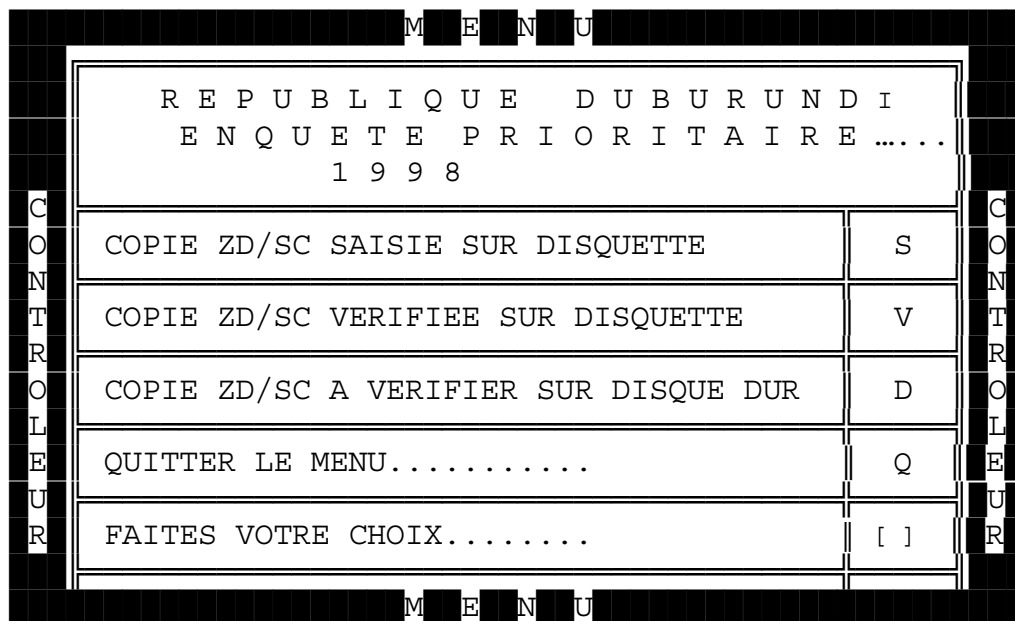 M E N U
R E P U B L I Q U E D U B U R U N D I
E N Q U E T E P R I O R I T A I R E …...
1 9 9 8
COPIE ZD/SC SAISIE SUR DISQUETTE S
COPIE ZD/SC VERIFIEE SUR DISQUETTE V
COPIE ZD/SC A VERIFIER SUR DISQUE DUR D
QUITTER LE MENU........... Q
FAITES VOTRE CHOIX........ [ ]
C O N T R O L E U R
C O N T R O L E U R
M E N U